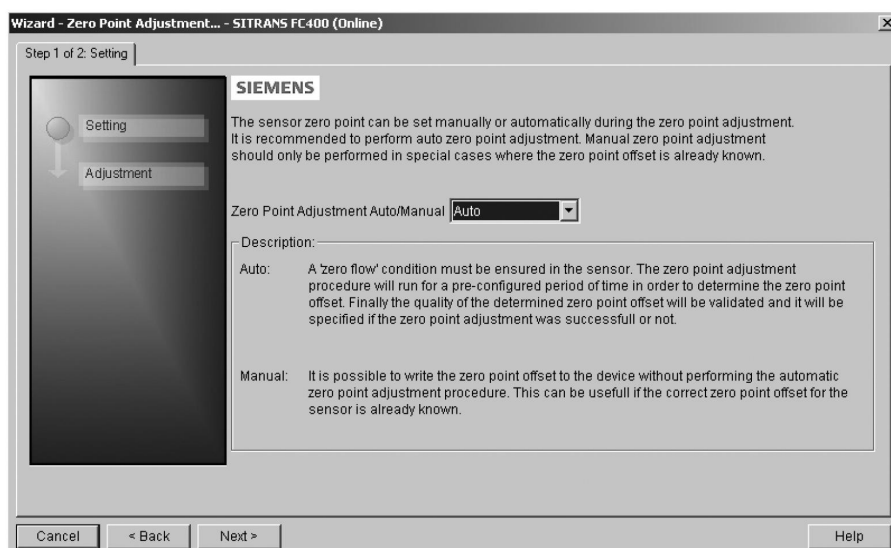 Wizard - Zero Point Adjustment... - SITRANS FC400 (Online)
Step 1 of 2: Setting
SIEMENS
Setting
Adjustment
The sensor zero point can be set manually or automatically during the zero point adjustment.
It is recommended to perform auto zero point adjustment. Manual zero point adjustment
should only be performed in special cases where the zero point offset is already known.
Zero Point Adjustment Auto/Manual Auto
Description:
Auto: A 'zero flow' condition must be ensured in the sensor. The zero point adjustment
procedure will run for a pre-configured period of time in order to determine the zero point
offset. Finally the quality of the determined zero point offset will be validated and it will be
specified if the zero point adjustment was successfull or not.
Manual: It is possible to write the zero point offset to the device without performing the automatic
zero point adjustment procedure. This can be usefull if the correct zero point offset for the
sensor is already known.
Cancel < Back Next > Help